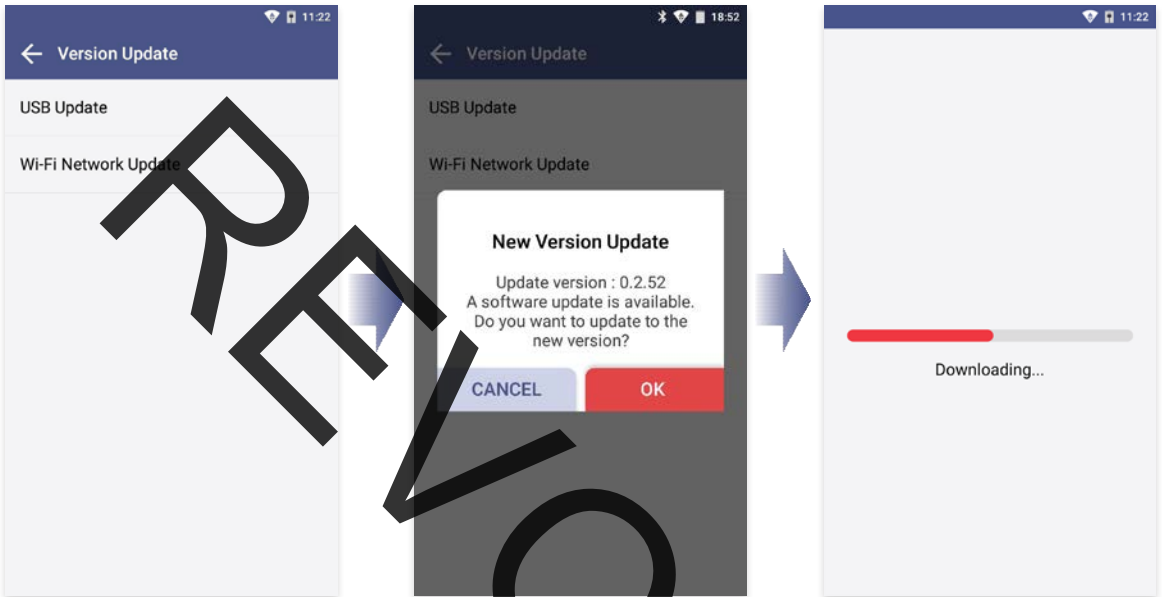 11:22
Version Update
USB Update
Wi-Fi Network Update
18:52
Version Update
USB Update
Wi-Fi Network Update
New Version Update
Update version : 0.2.52
A software update is available.
Do you want to update to the
new version?
CANCEL
OK
11:22
Downloading...
REVO